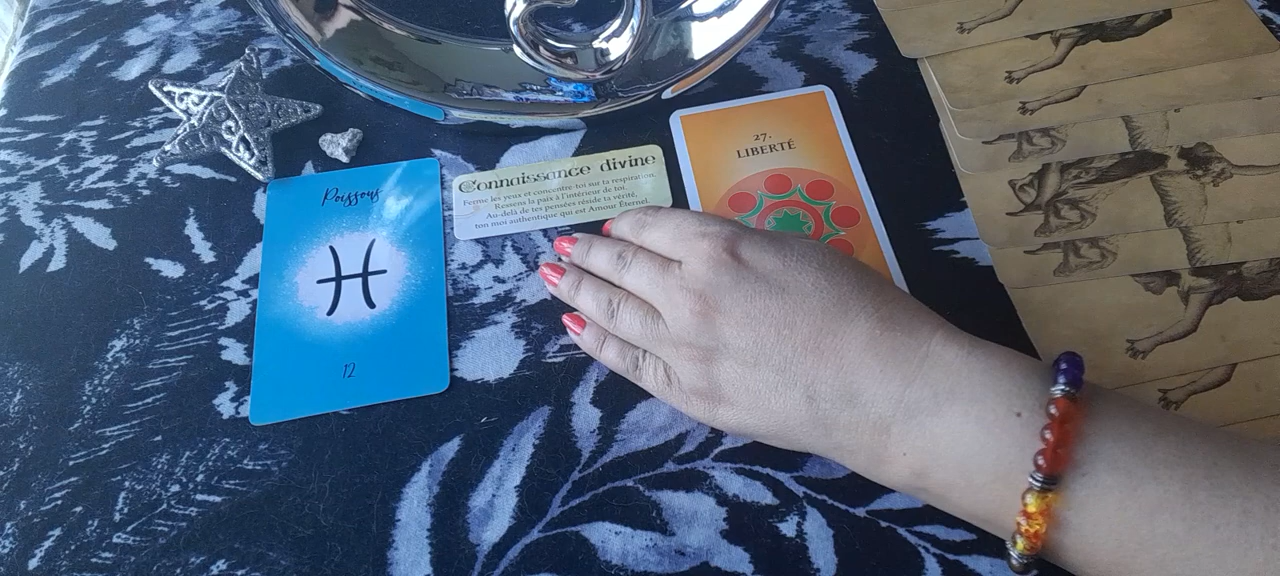 Poissons
12
Connaissance divine
Ferme les yeux et concentre-toi sur ta respiration.
Ressens la paix à l'intérieur de toi.
Au-delà de tes pensées réside ta vérité,
ton moi authentique qui est Amour Éternel.
27.
LIBERTÉ